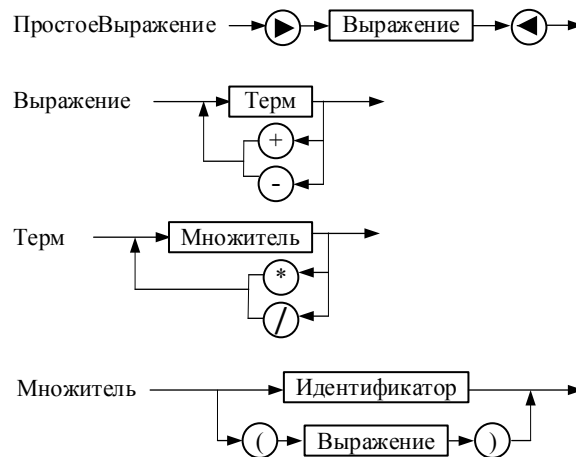 ПростоеВыражение ▶ Выражение ◀
Выражение Терм
+
-
Терм Множитель
*
/
Множитель Идентификатор
( Выражение )